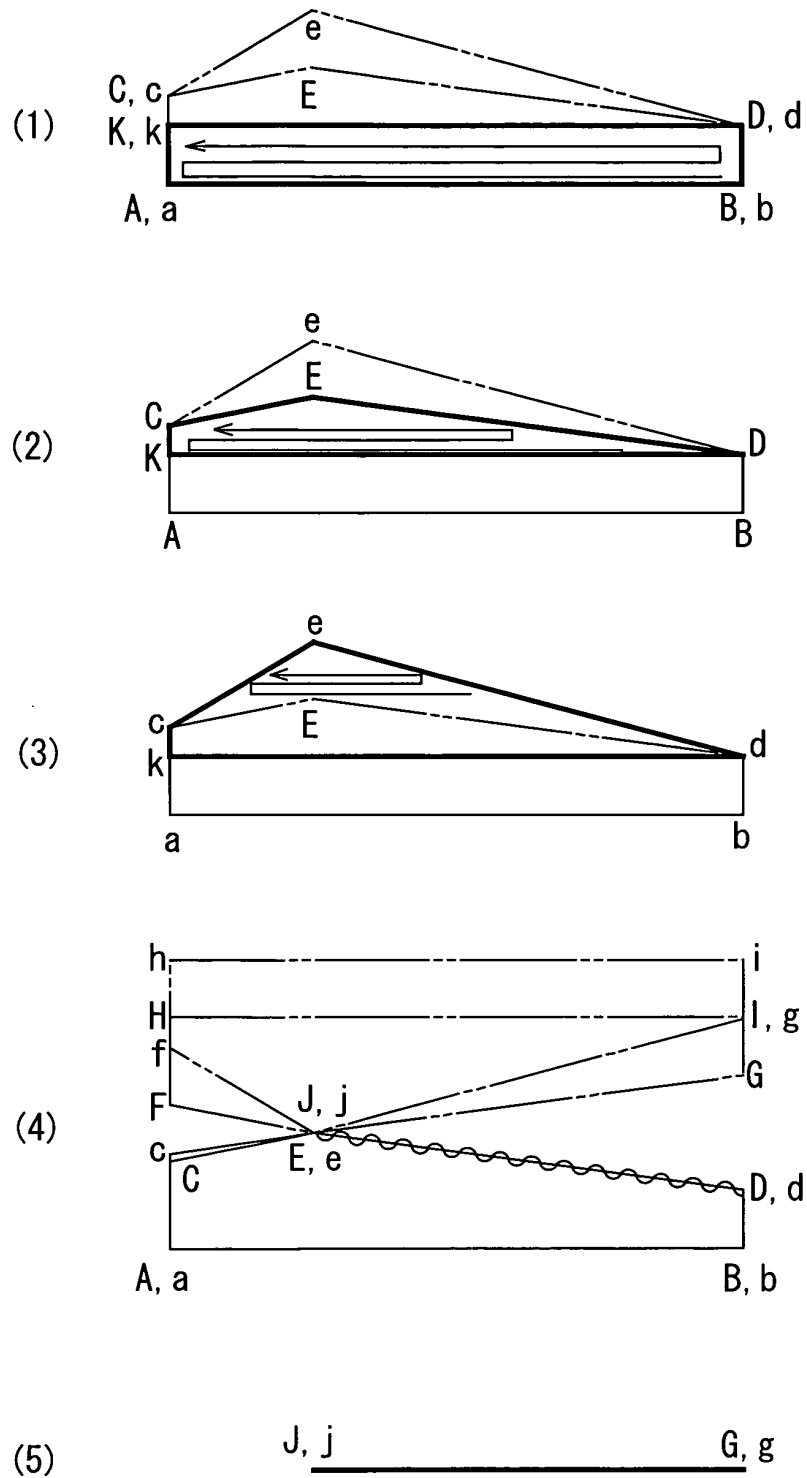 e
C, c
E
(1)
K, k
D, d
A, a
B, b
e
E
C
(2)
K
D
A
B
e
c
E
(3)
k
d
a
b
h
i
H
I, g
f
G
F
J, j
(4)
c
E, e
C
D, d
A, a
B, b
J, j
G, g
(5)